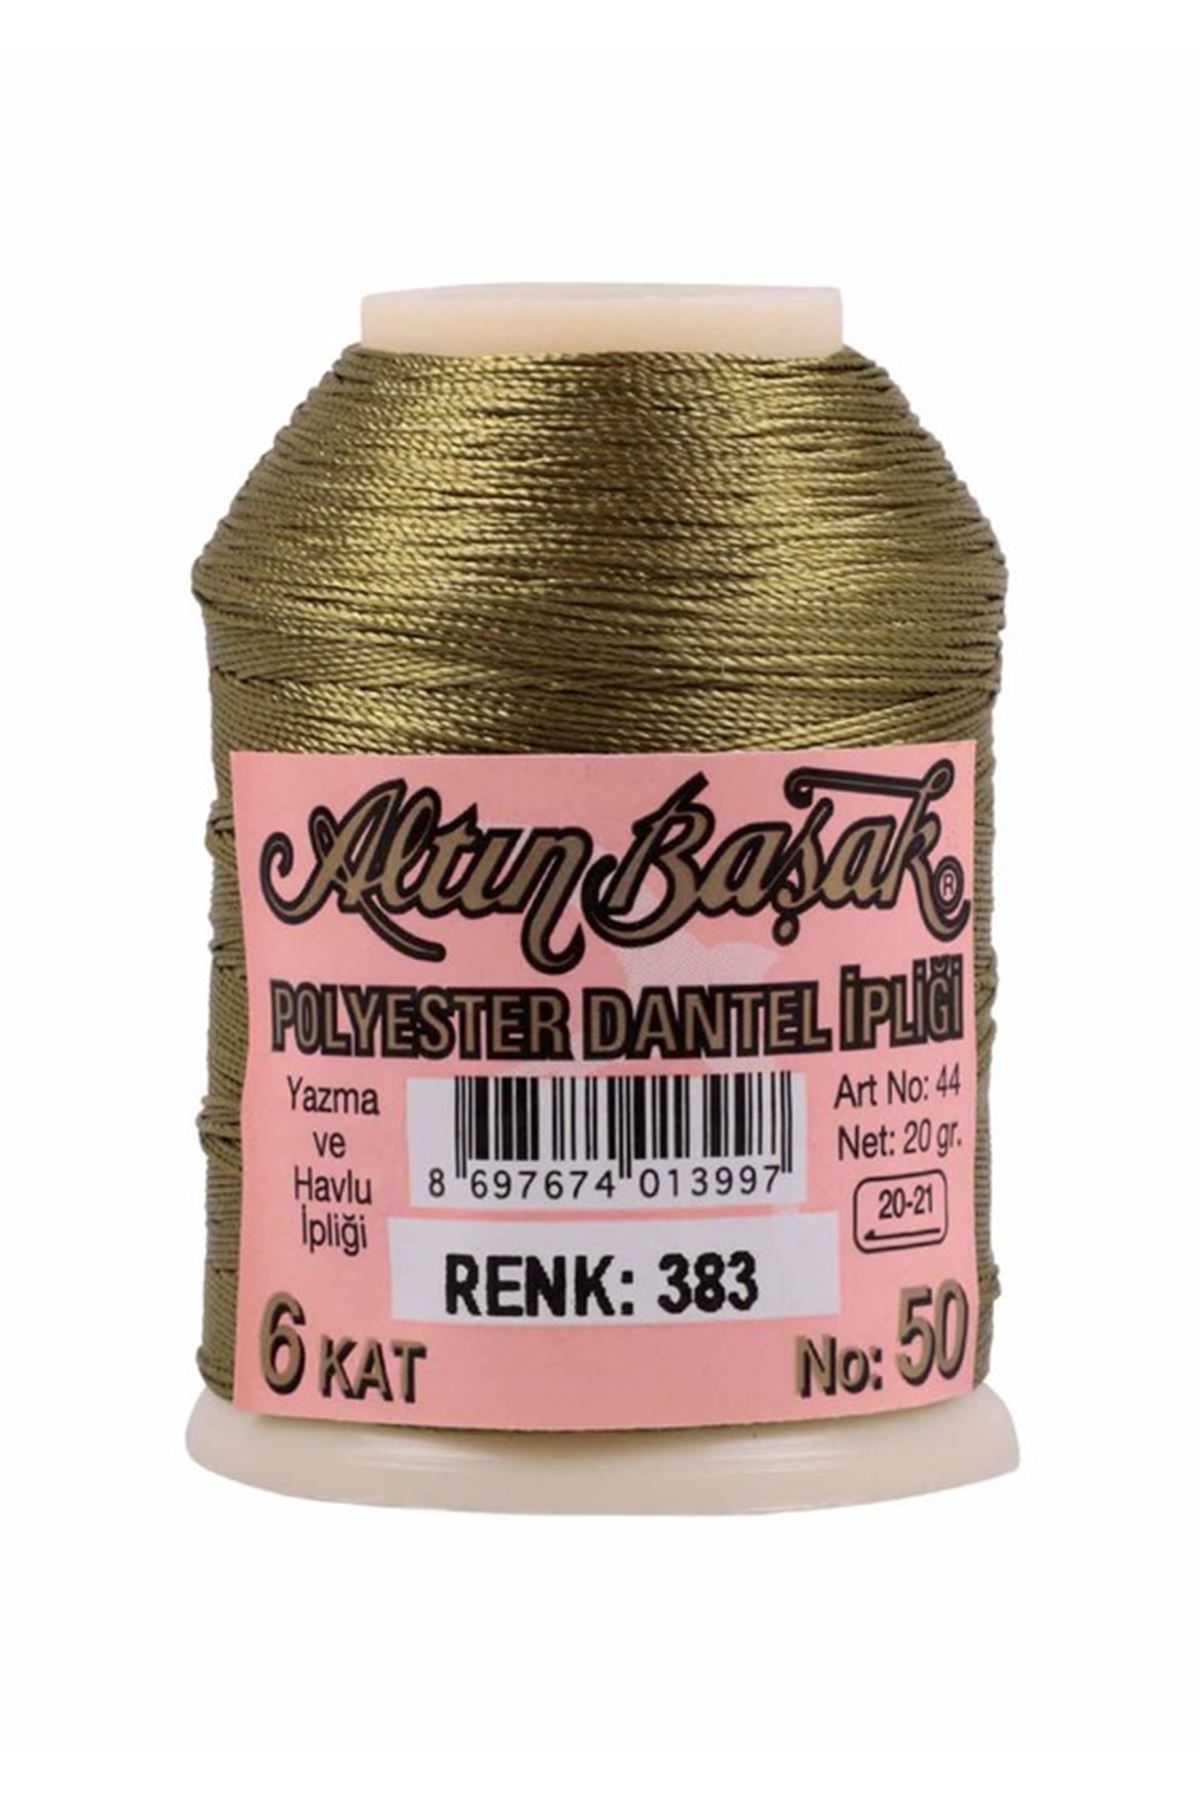 Altın Başak ®
POLYESTER DANTEL İPLİĞİ
Yazma
ve
Havlu
İpliği
8 697674 013997
Art No: 44
Net: 20 gr.
20-21
RENK: 383
6 KAT
No: 50